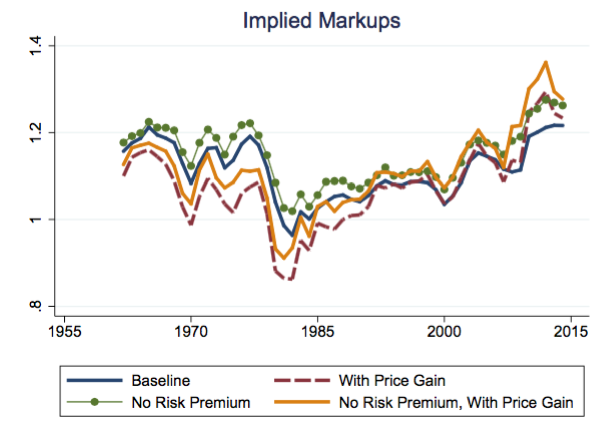 Implied Markups
1.4
1.2
1
.8
1955 1970 1985 2000 2015
Baseline With Price Gain
No Risk Premium No Risk Premium, With Price Gain